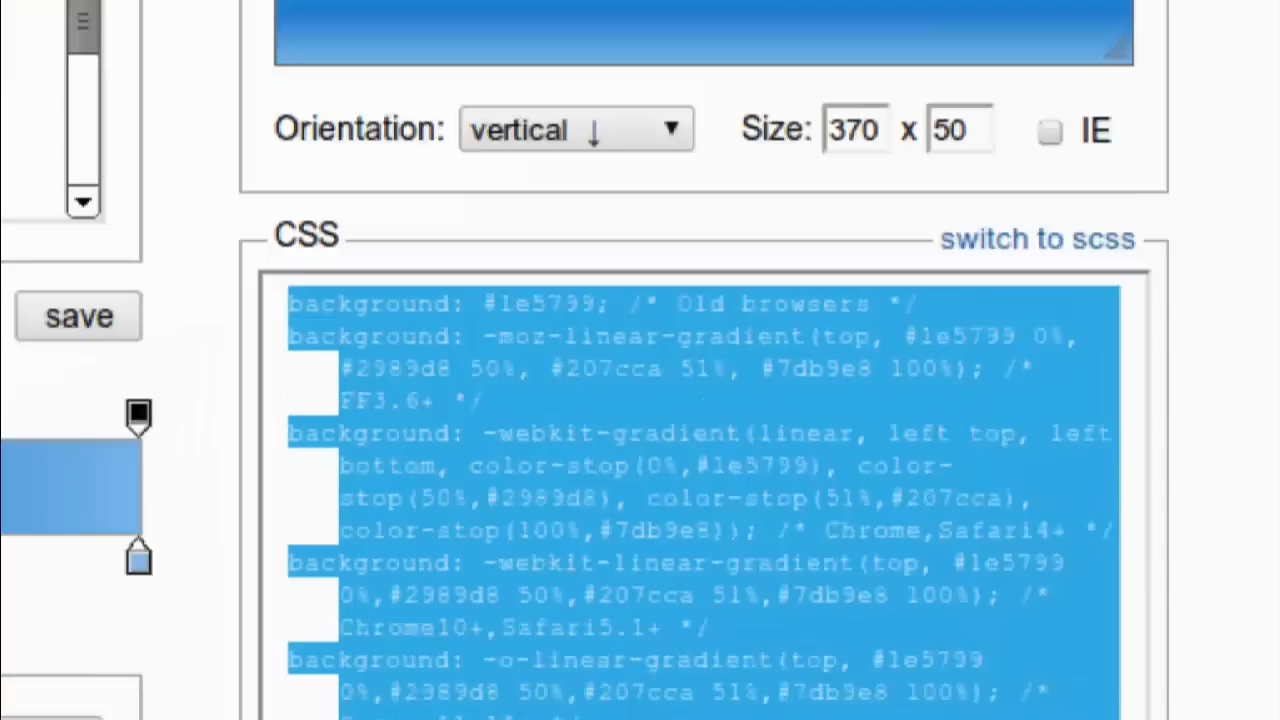 Orientation: vertical ↓ Size: 370 x 50 IE
CSS switch to scss
save
background: #1e5799; /* Old browsers */
background: -moz-linear-gradient(top, #1e5799 0%,
#2989d8 50%, #207cca 51%, #7db9e8 100%); /*
FF3.6+ */
background: -webkit-gradient(linear, left top, left
bottom, color-stop(0%,#1e5799), color-
stop(50%,#2989d8), color-stop(51%,#207cca),
color-stop(100%,#7db9e8)); /* Chrome,Safari4+ */
background: -webkit-linear-gradient(top, #1e5799
0%,#2989d8 50%,#207cca 51%,#7db9e8 100%); /*
Chrome10+,Safari5.1+ */
background: -o-linear-gradient(top, #1e5799
0%,#2989d8 50%,#207cca 51%,#7db9e8 100%); /*